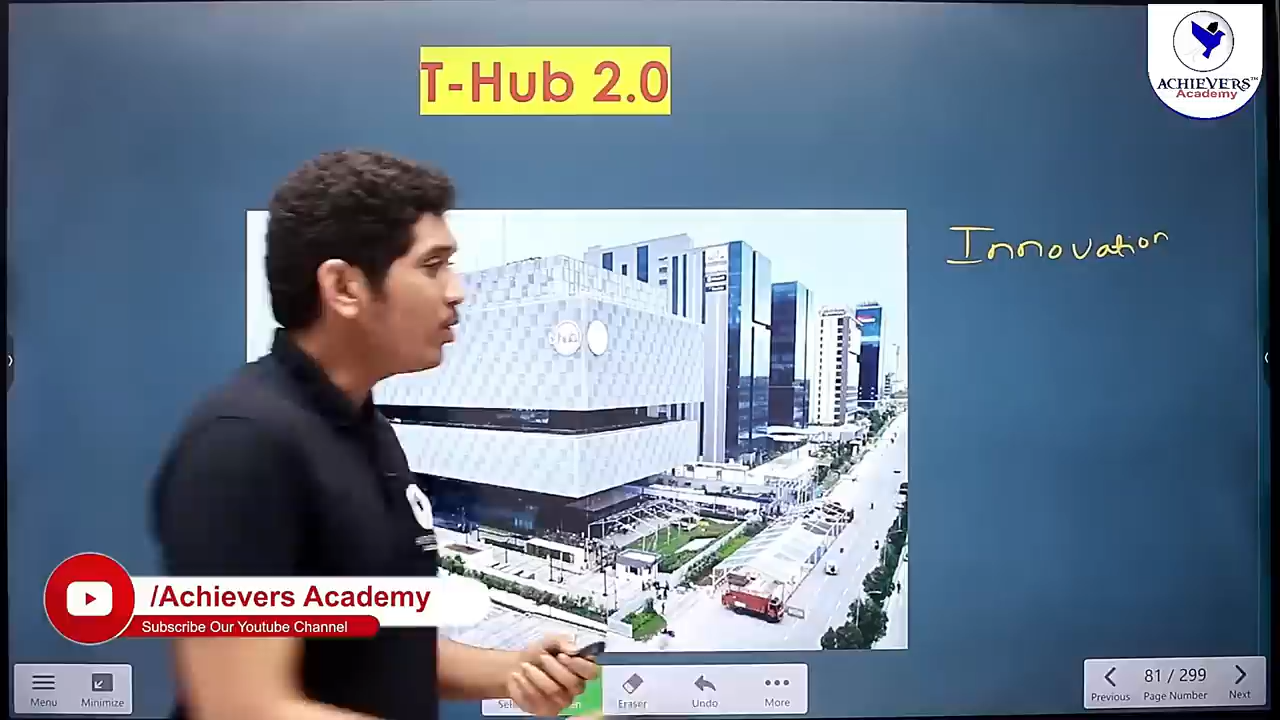 T-Hub 2.0
ACHIEVERS™
Academy
Innovation
/Achievers Academy
Subscribe Our Youtube Channel
Menu
Minimize
Eraser
Undo
More
Previous
81 / 299
Page Number
Next